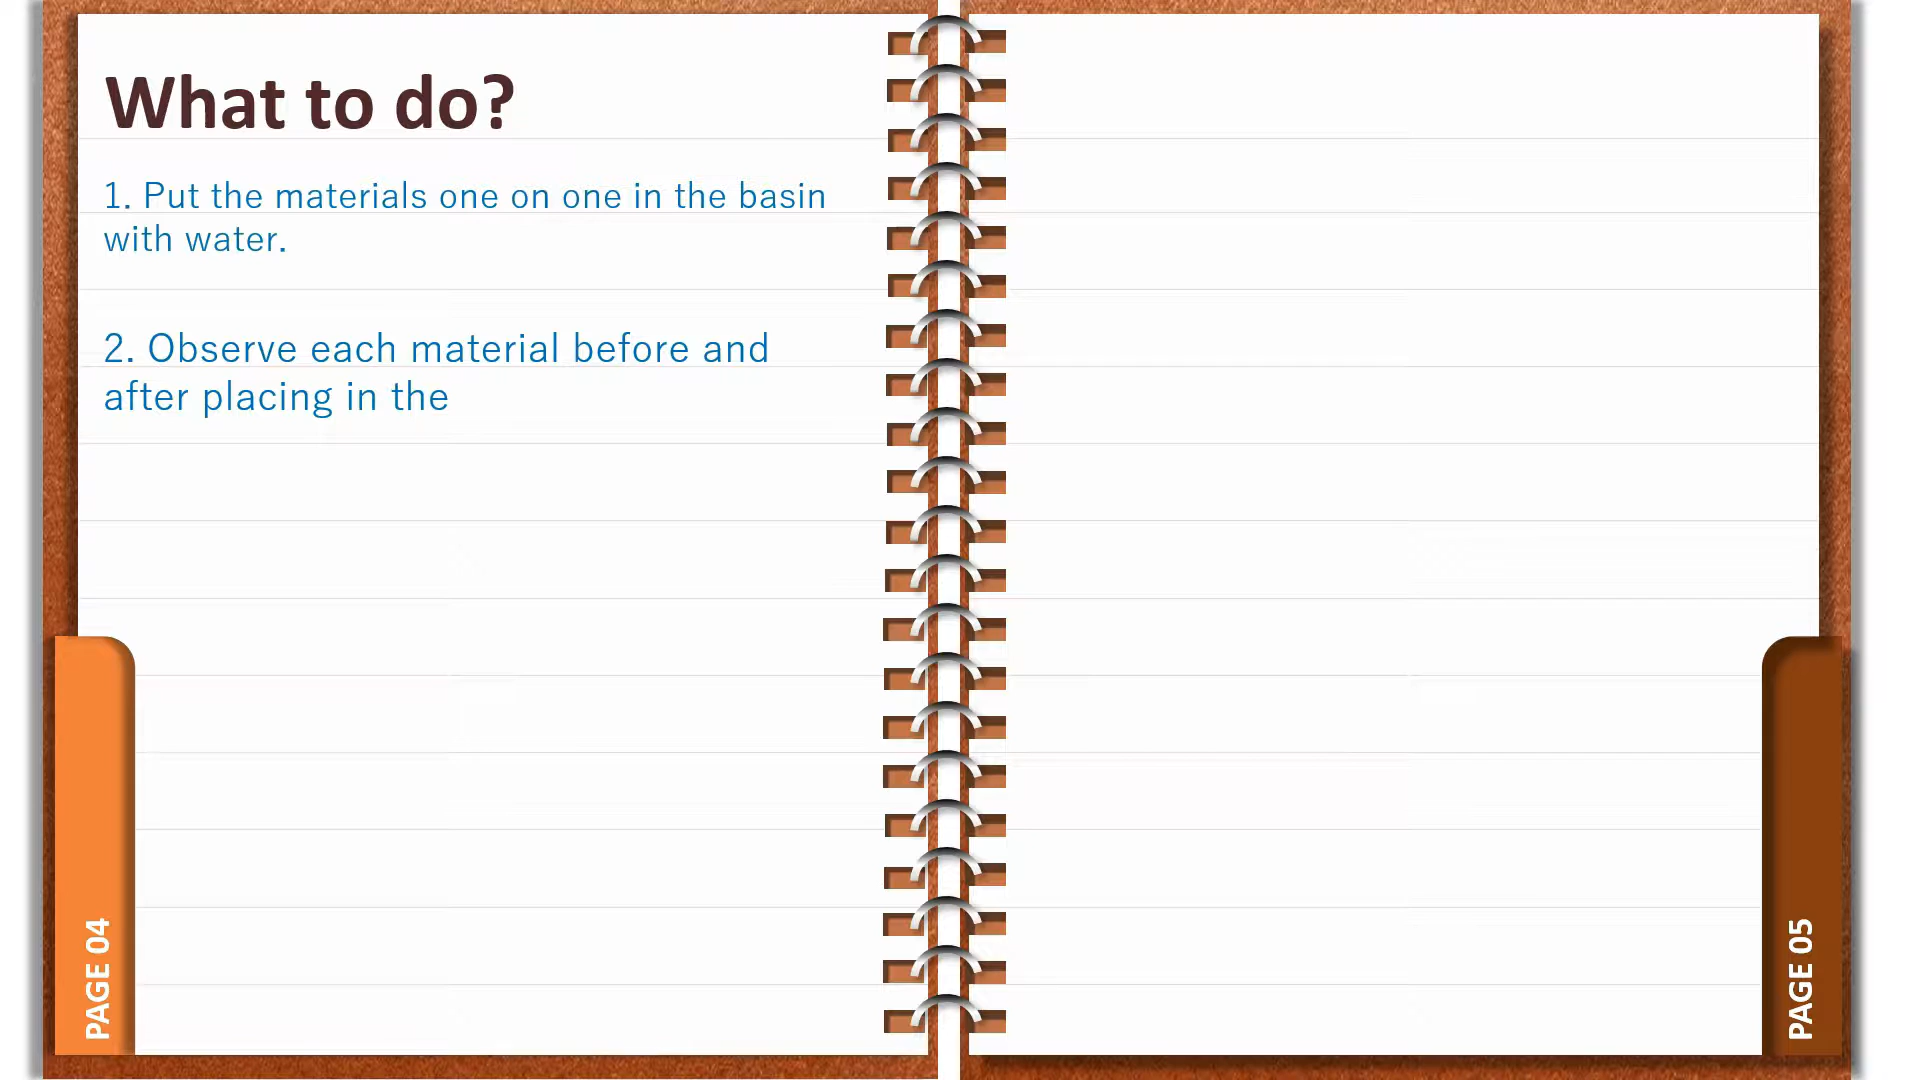 What to do?
1. Put the materials one on one in the basin
with water.
2. Observe each material before and
after placing in the
PAGE 04
PAGE 05